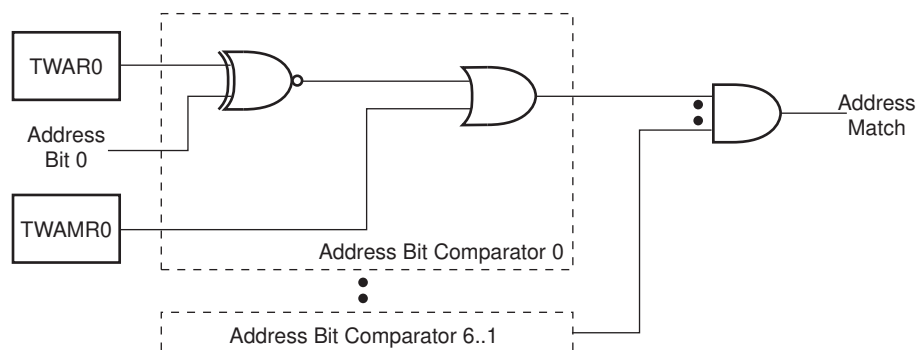 TWAR0
Address
Bit 0
TWAMR0
Address Bit Comparator 0
Address Bit Comparator 6..1
Address
Match